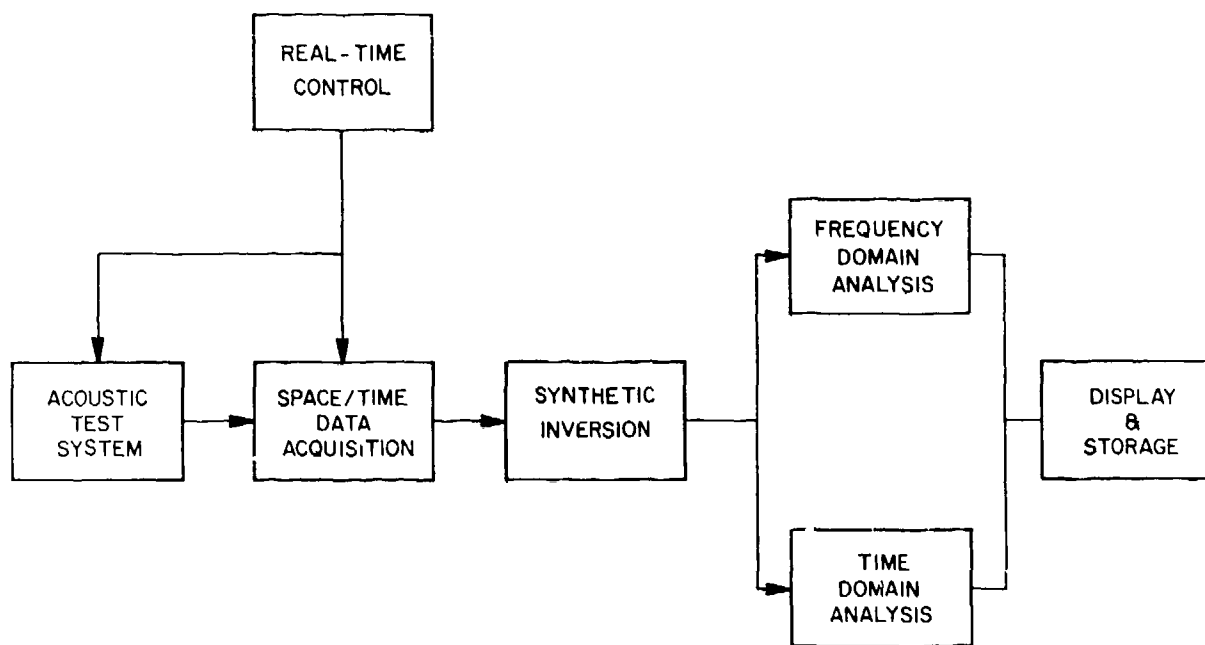 REAL-TIME
CONTROL
FREQUENCY
DOMAIN
ANALYSIS
ACOUSTIC
TEST
SYSTEM
SPACE/TIME
DATA
ACQUISITION
SYNTHETIC
INVERSION
DISPLAY
&
STORAGE
TIME
DOMAIN
ANALYSIS